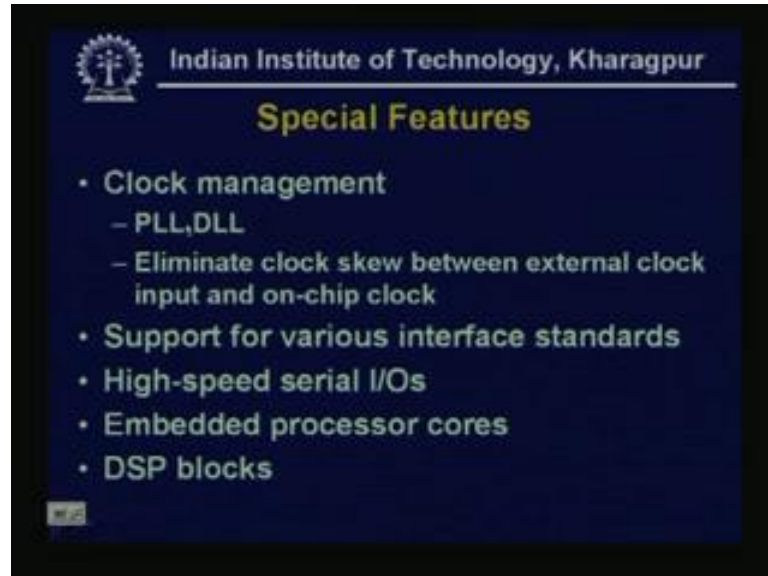 Indian Institute of Technology, Kharagpur
Special Features
• Clock management
– PLL,DLL
– Eliminate clock skew between external clock
input and on-chip clock
• Support for various interface standards
• High-speed serial I/Os
• Embedded processor cores
• DSP blocks